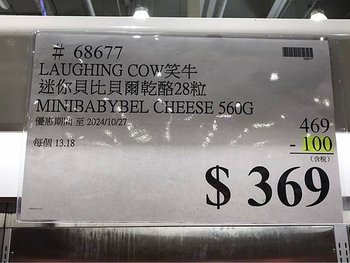 # 68677
LAUGHING COW笑牛
迷你貝比貝爾乾酪28粒
MINIBABYBEL CHEESE 560G
優惠期間 至 2024/10/27
469
每個 13.18
- 100
(含稅)
$ 369